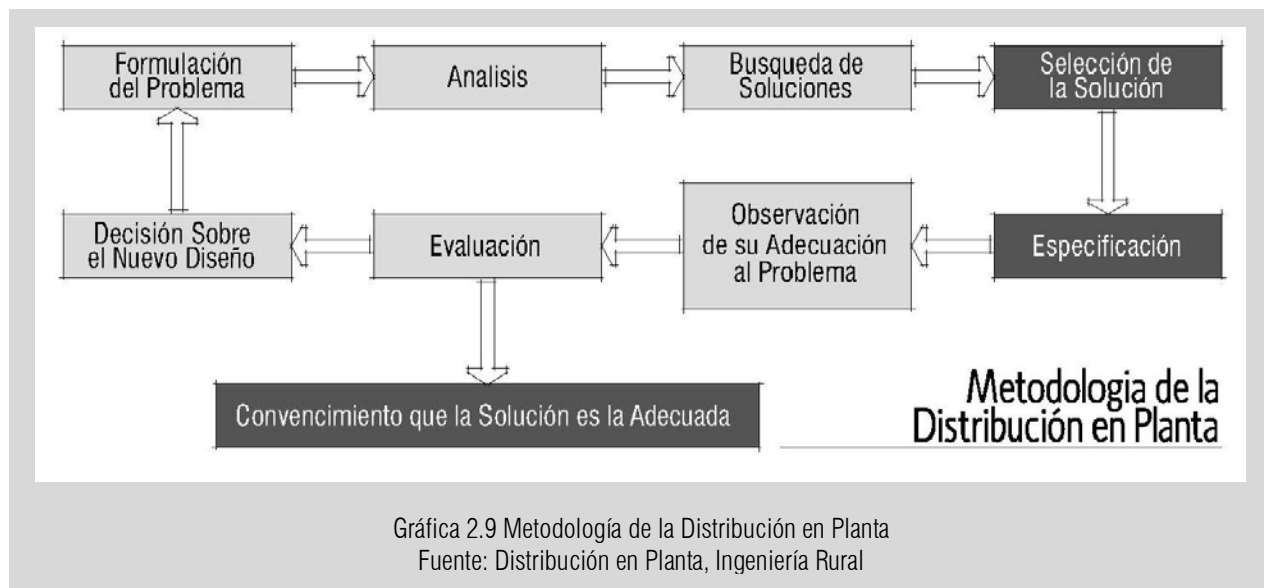 Formulación
del Problema
Analisis
Busqueda de
Soluciones
Selección de
la Solución
Decisión Sobre
el Nuevo Diseño
Evaluación
Observación
de su Adecuación
al Problema
Especificación
Convencimiento que la Solución es la Adecuada
Metodologia de la
Distribución en Planta
Gráfica 2.9 Metodología de la Distribución en Planta
Fuente: Distribución en Planta, Ingeniería Rural